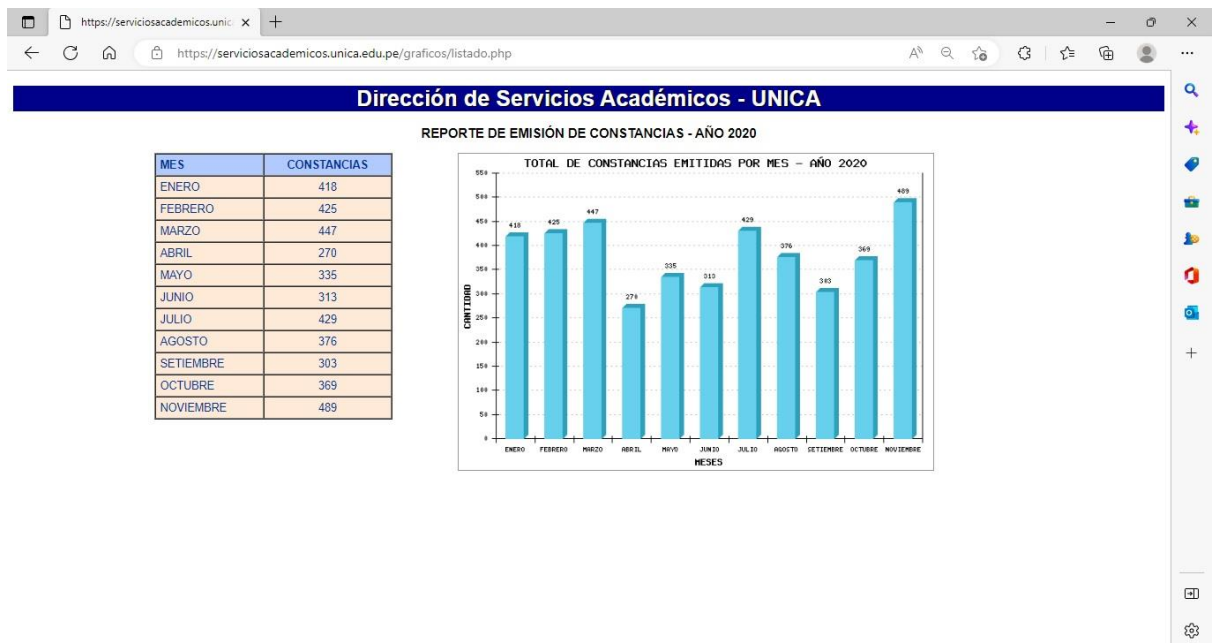 https://serviciosacademicos.unic
https://serviciosacademicos.unica.edu.pe/graficos/listado.php
Dirección de Servicios Académicos - UNICA
REPORTE DE EMISIÓN DE CONSTANCIAS - AÑO 2020
MES CONSTANCIAS
ENERO 418
FEBRERO 425
MARZO 447
ABRIL 270
MAYO 335
JUNIO 313
JULIO 429
AGOSTO 376
SETIEMBRE 303
OCTUBRE 369
NOVIEMBRE 489
TOTAL DE CONSTANCIAS EMITIDAS POR MES - AÑO 2020
CANTIDAD
550
500
450
400
350
300
250
200
150
100
50
0
418 425 447 270 335 313 429 376 303 369 489
ENERO FEBRERO MARZO ABRIL MAYO JUNIO JULIO AGOSTO SETIEMBRE OCTUBRE NOVIEMBRE
MESES